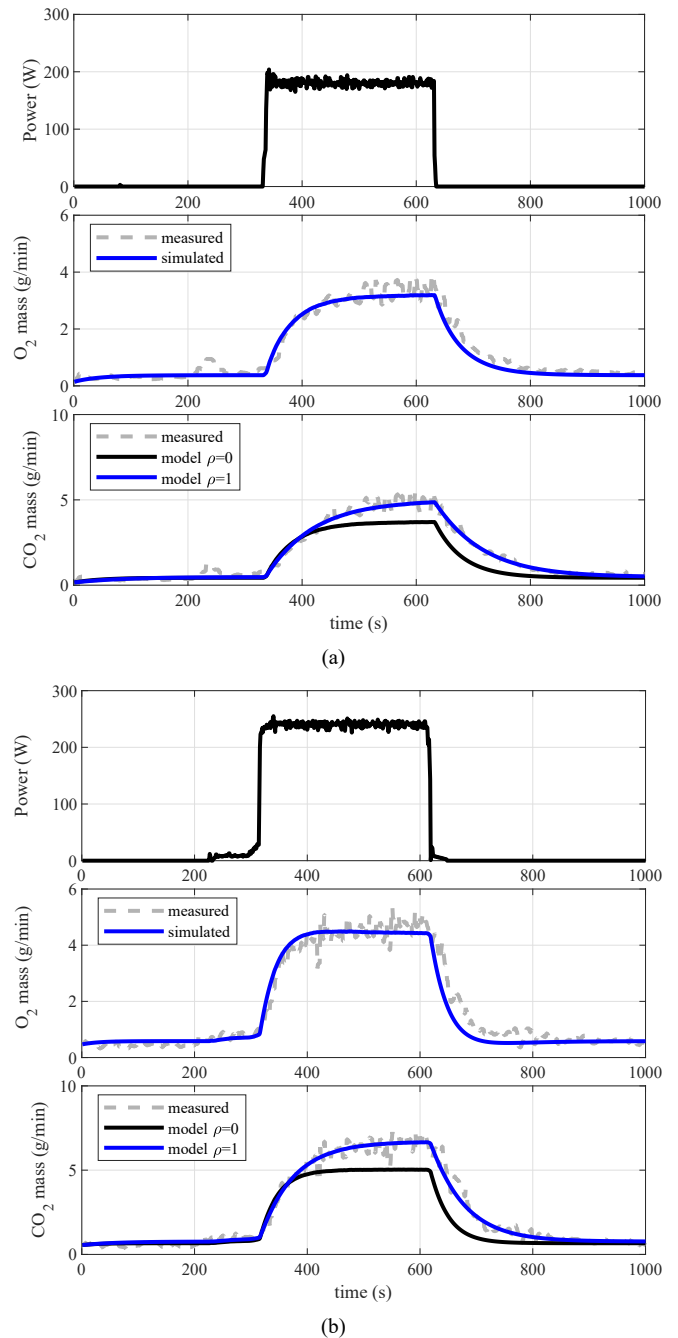 300
200
100
0
Power (W)
0 200 400 600 800 1000
6
4
2
0
O2 mass (g/min)
measured
simulated
0 200 400 600 800 1000
10
5
0
CO2 mass (g/min)
measured
model ρ=0
model ρ=1
0 200 400 600 800 1000
time (s)
(a)
300
200
100
0
Power (W)
0 200 400 600 800 1000
6
4
2
0
O2 mass (g/min)
measured
simulated
0 200 400 600 800 1000
10
5
0
CO2 mass (g/min)
measured
model ρ=0
model ρ=1
0 200 400 600 800 1000
time (s)
(b)